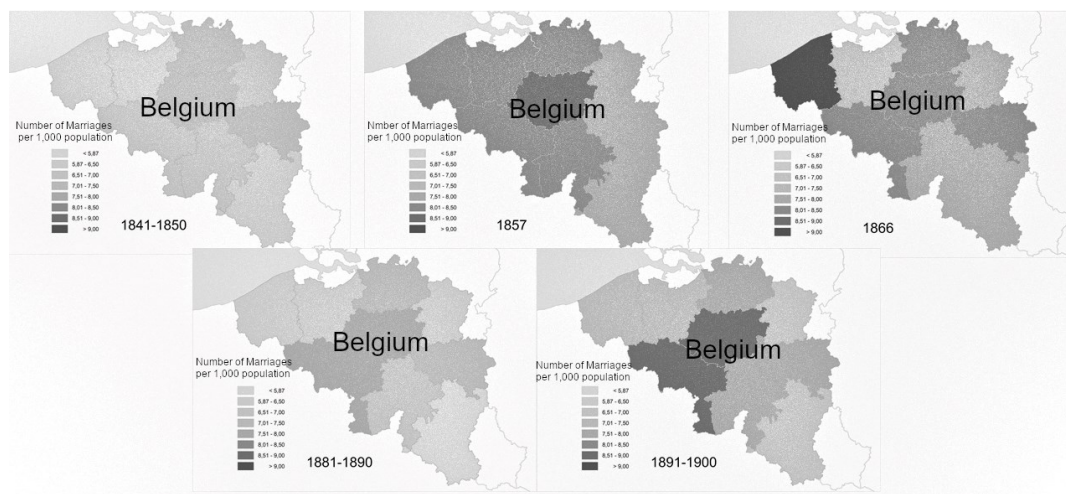 Belgium
Number of Marriages
per 1,000 population
< 5,87
5,87 - 6,50
6,51 - 7,00
7,01 - 7,50
7,51 - 8,00
8,01 - 8,50
8,51 - 9,00
> 9,00
1841-1850
Belgium
Nmber of Marriages
per 1,000 population
< 5,87
5,87 - 6,50
6,51 - 7,00
7,01 - 7,50
7,51 - 8,00
8,01 - 8,50
8,51 - 9,00
> 9,00
1857
Belgium
Number of Marriages
per 1,000 population
< 5,87
5,87 - 6,50
6,51 - 7,00
7,01 - 7,50
7,51 - 8,00
8,01 - 8,50
8,51 - 9,00
> 9,00
1866
Belgium
Number of Marriages
per 1,000 population
< 5,87
5,87 - 6,50
6,51 - 7,00
7,01 - 7,50
7,51 - 8,00
8,01 - 8,50
8,51 - 9,00
> 9,00
1881-1890
Belgium
Number of Marriages
per 1,000 population
< 5,87
5,87 - 6,50
6,51 - 7,00
7,01 - 7,50
7,51 - 8,00
8,01 - 8,50
8,51 - 9,00
> 9,00
1891-1900